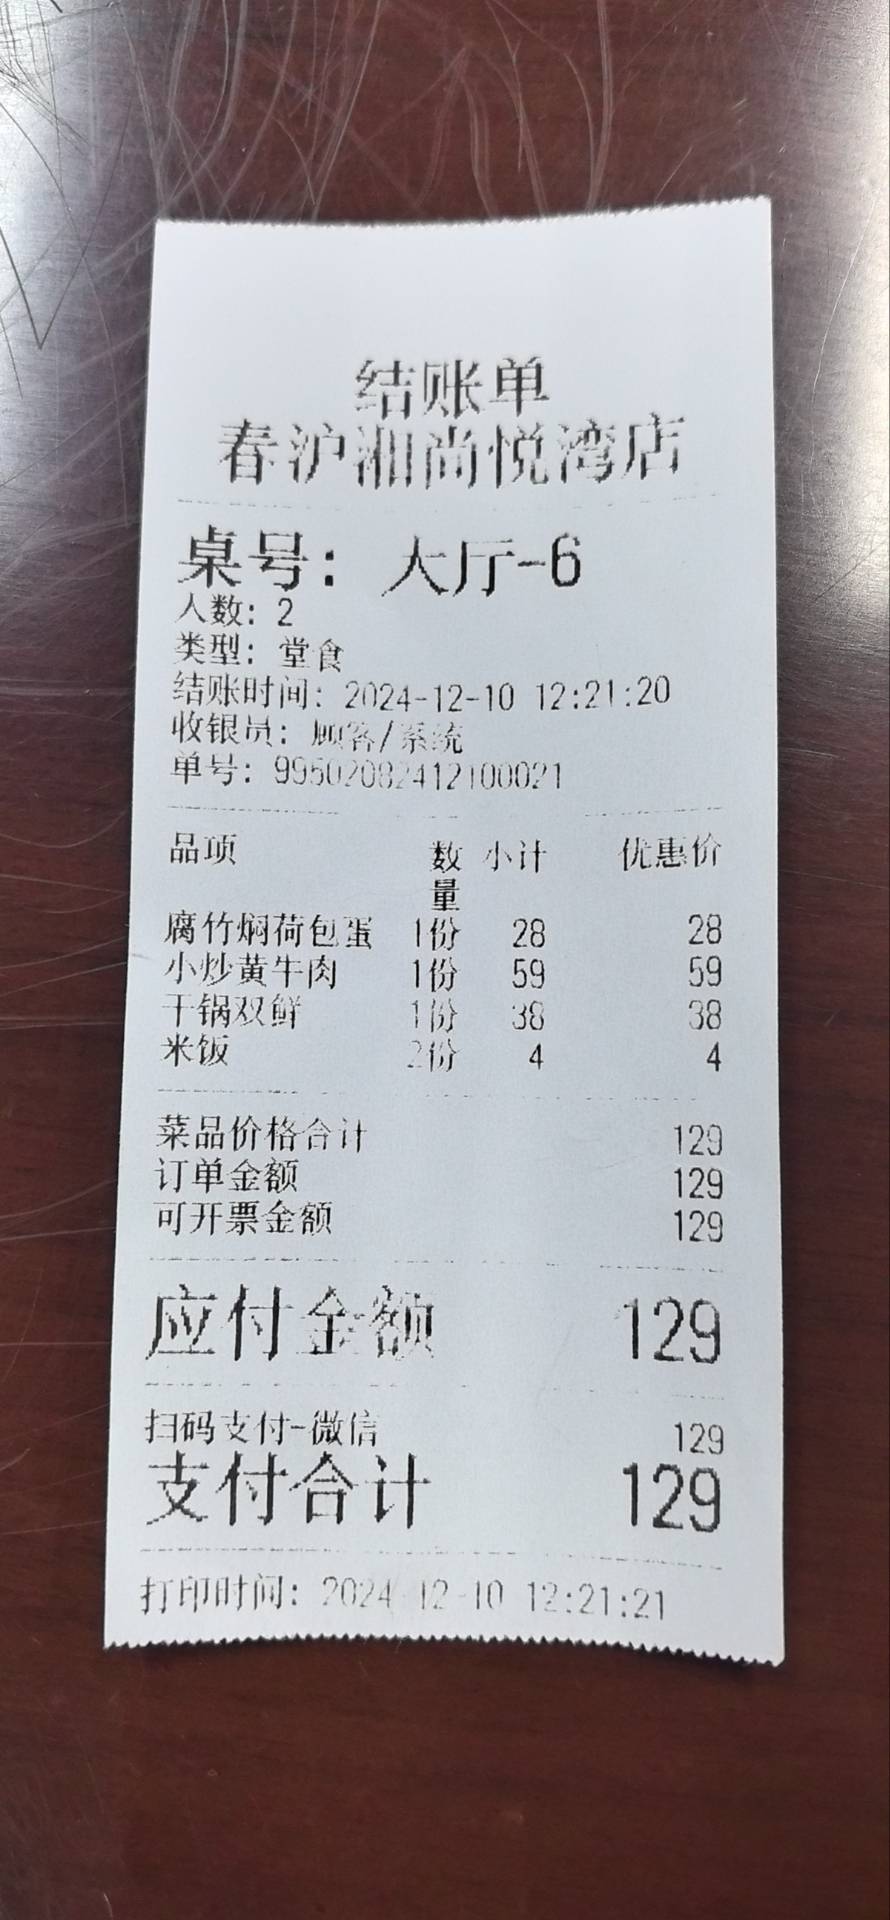 结账单
春沪湘尚悦湾店
桌号: 大厅-6
人数: 2
类型: 堂食
结账时间: 2024-12-10 12:21:20
收银员: 顾客/系统
单号: 99502082412100021
品项 数量 小计 优惠价
腐竹焖荷包蛋 1份 28 28
小炒黄牛肉 1份 59 59
干锅双鲜 1份 38 38
米饭 2份 4 4
菜品价格合计 129
订单金额 129
可开票金额 129
应付金额 129
扫码支付-微信 129
支付合计 129
打印时间: 2024-12-10 12:21:21